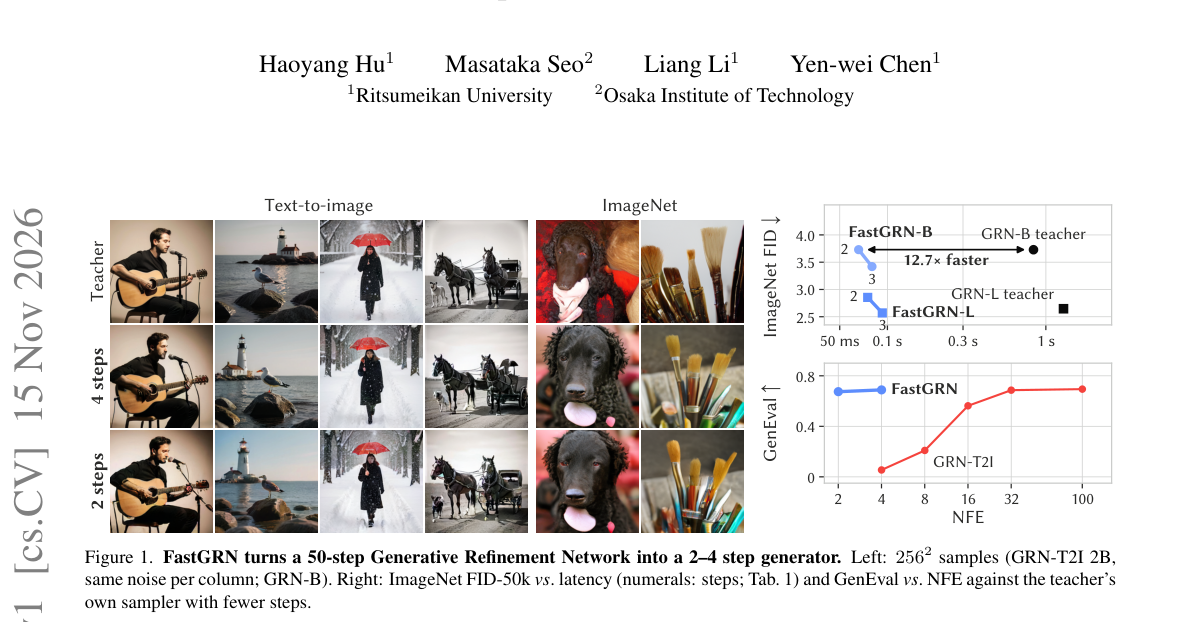 Haoyang Hu¹ Masataka Seo² Liang Li¹ Yen-wei Chen¹
¹Ritsumeikan University ²Osaka Institute of Technology
[cs.CV] 15 Nov 2026
Text-to-image ImageNet
Teacher
4 steps
2 steps
ImageNet FID ↓
4.0
3.5
3.0
2.5
FastGRN-B
GRN-B teacher
2
12.7× faster
3
2
GRN-L teacher
FastGRN-L
3
50 ms 0.1 s 0.3 s 1 s
GenEval ↑
0.8
0.4
0
FastGRN
GRN-T2I
2 4 8 16 32 100
NFE
Figure 1. FastGRN turns a 50-step Generative Refinement Network into a 2–4 step generator. Left: 256² samples (GRN-T2I 2B,
same noise per column; GRN-B). Right: ImageNet FID-50k vs. latency (numerals: steps; Tab. 1) and GenEval vs. NFE against the teacher's
own sampler with fewer steps.